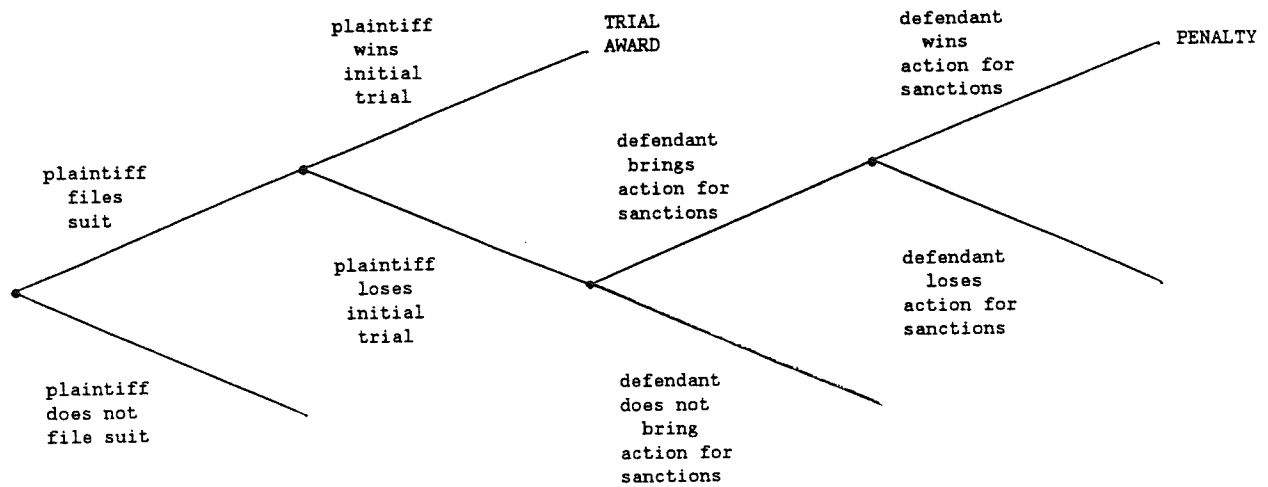 plaintiff
files
suit
plaintiff
does not
file suit
plaintiff
wins
initial
trial
TRIAL
AWARD
plaintiff
loses
initial
trial
defendant
brings
action for
sanctions
defendant
does not
bring
action for
sanctions
defendant
wins
action for
sanctions
PENALTY
defendant
loses
action for
sanctions